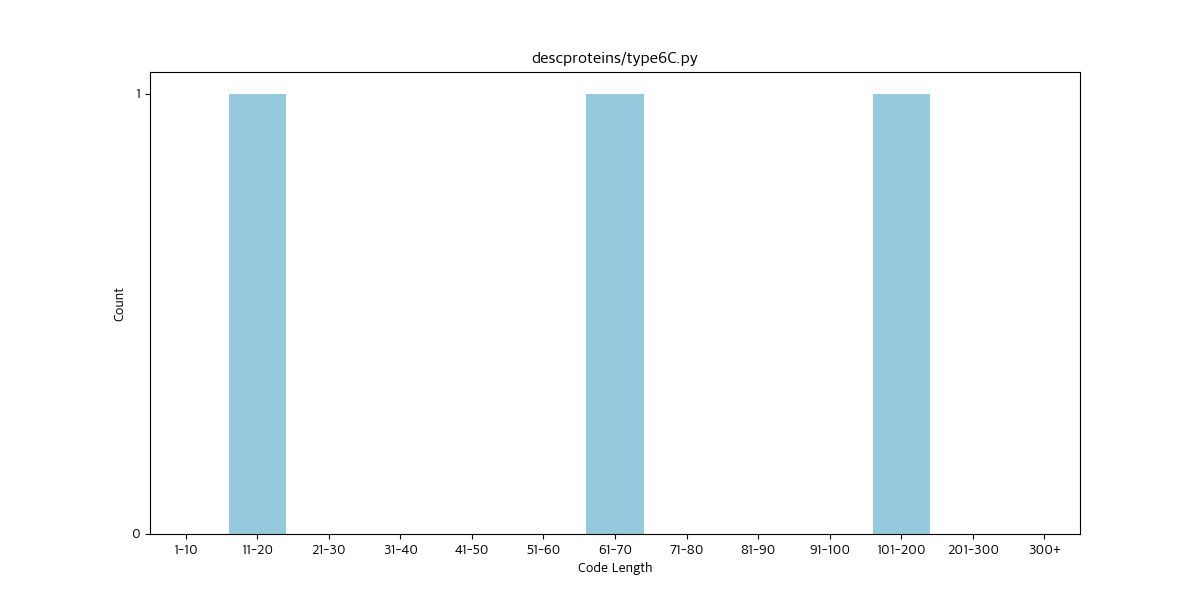 descproteins/type6C.py
1
Count
0
1-10 11-20 21-30 31-40 41-50 51-60 61-70 71-80 81-90 91-100 101-200 201-300 300+
Code Length